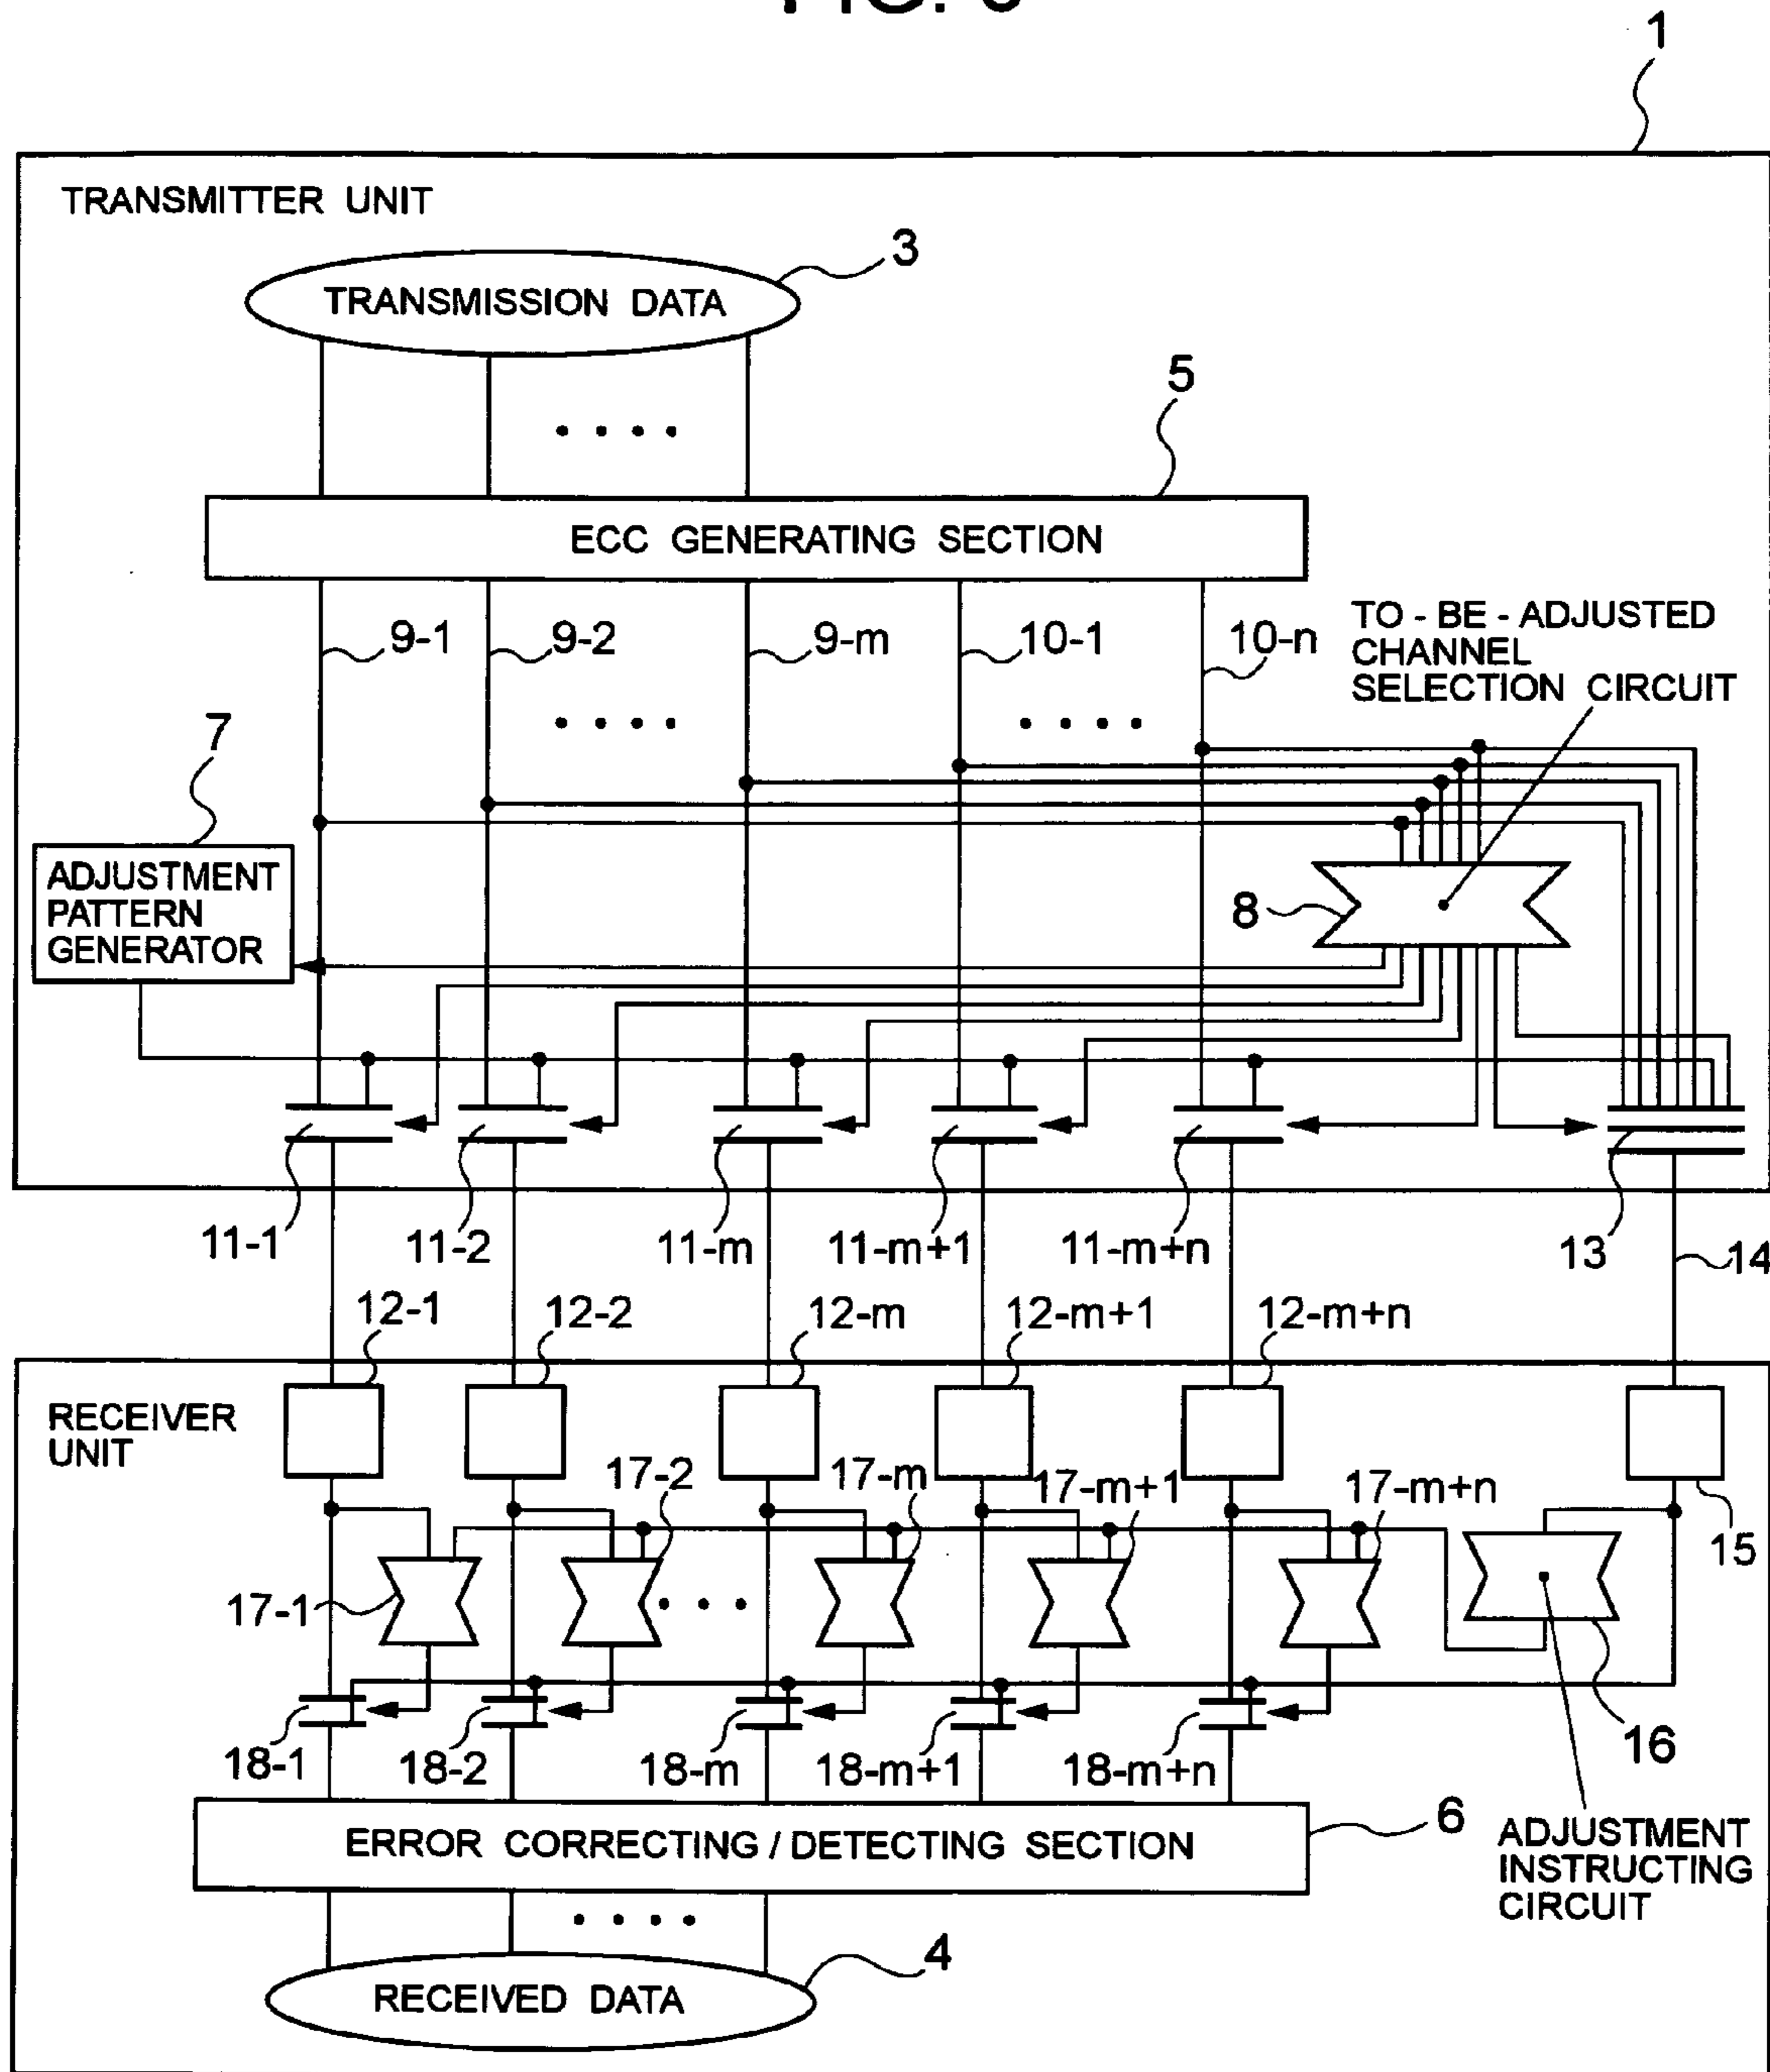 1
TRANSMITTER UNIT
3
TRANSMISSION DATA
5
ECC GENERATING SECTION
9-1 9-2 9-m 10-1 10-n
TO - BE - ADJUSTED
CHANNEL
SELECTION CIRCUIT
7
ADJUSTMENT
PATTERN
GENERATOR
8
11-1 11-2 11-m 11-m+1 11-m+n 13 14
12-1 12-2 12-m 12-m+1 12-m+n
RECEIVER
UNIT
17-2 17-m 17-m+1 17-m+n
15
17-1
16
18-1 18-2 18-m 18-m+1 18-m+n
6
ERROR CORRECTING / DETECTING SECTION
ADJUSTMENT
INSTRUCTING
CIRCUIT
4
RECEIVED DATA